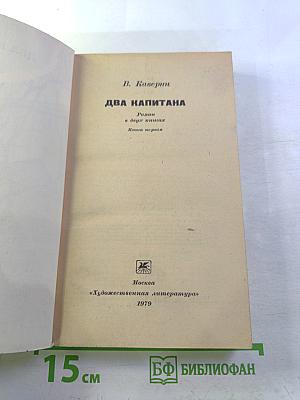 В. Каверин
ДВА КАПИТАНА
Роман
в двух книгах
Книга первая
Москва
«Художественная литература»
1979
15 см
БФ БИБЛИОФАН